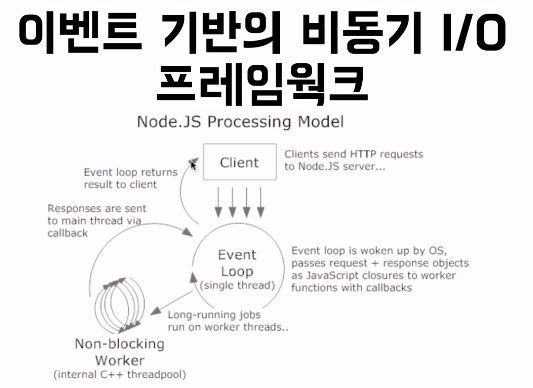 이벤트 기반의 비동기 I/O
프레임웍크
Node.JS Processing Model
Client
Clients send HTTP requests
to Node.JS server...
Event loop returns
result to client
Responses are sent
to main thread via
callback
Event
Loop
(single thread)
Event loop is woken up by OS,
passes request + response objects
as JavaScript closures to worker
functions with callbacks
Long-running jobs
run on worker threads..
Non-blocking
Worker
(internal C++ threadpool)